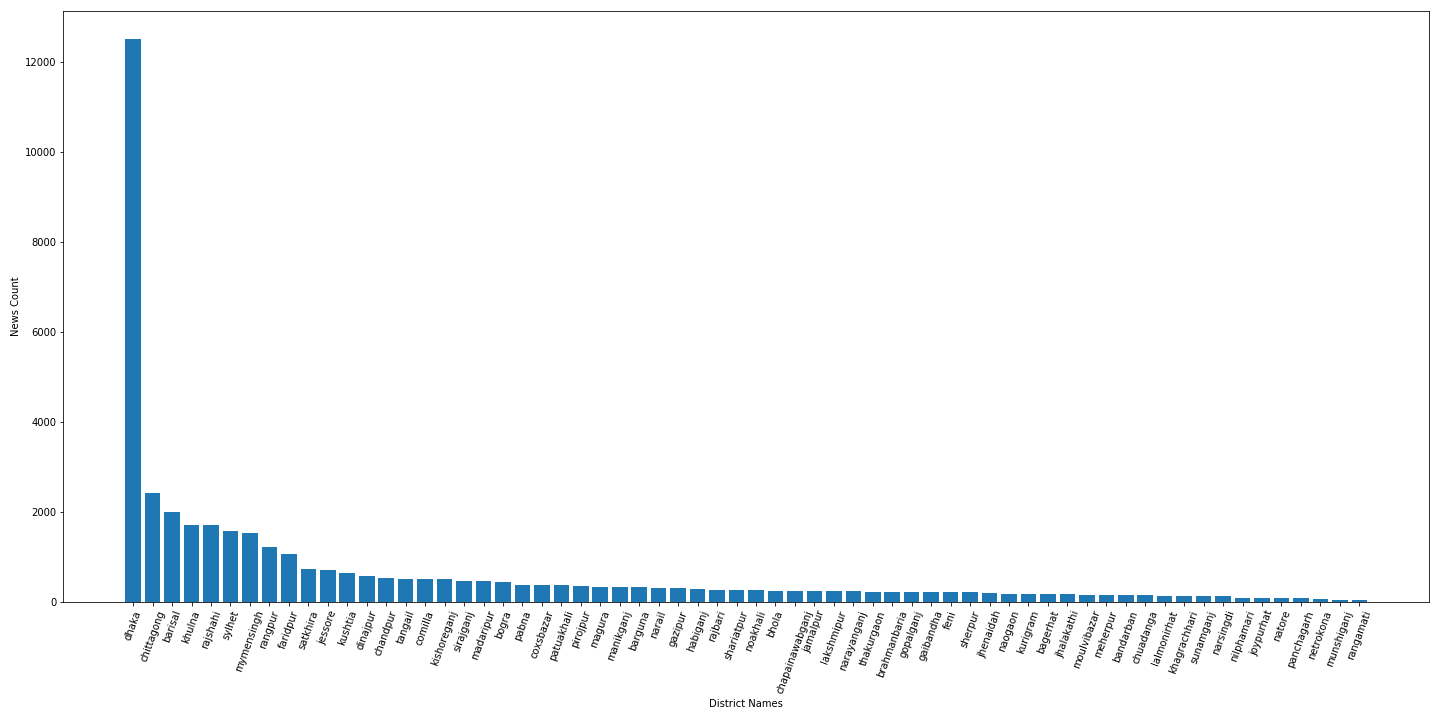 12000
10000
8000
6000
4000
2000
0
News Count
dhaka
chittagong
barisal
khulna
rajshahi
sylhet
mymensingh
rangpur
faridpur
satkhira
jessore
kushtia
dinajpur
chandpur
tangail
comilla
kishoreganj
sirajganj
madaripur
bogra
pabna
coxsbazar
patuakhali
pirojpur
magura
manikganj
barguna
narail
gazipur
habiganj
rajbari
shariatpur
noakhali
bhola
chapainawabganj
jamalpur
lakshmipur
narayanganj
thakurgaon
brahmanbaria
gopalganj
gaibandha
feni
sherpur
jhenaidah
naogaon
kurigram
bagerhat
jhalakathi
moulvibazar
meherpur
bandarban
chuadanga
lalmonirhat
khagrachhari
sunamganj
narsingdi
nilphamari
joypurhat
natore
panchagarh
netrokona
munshiganj
rangamati
District Names